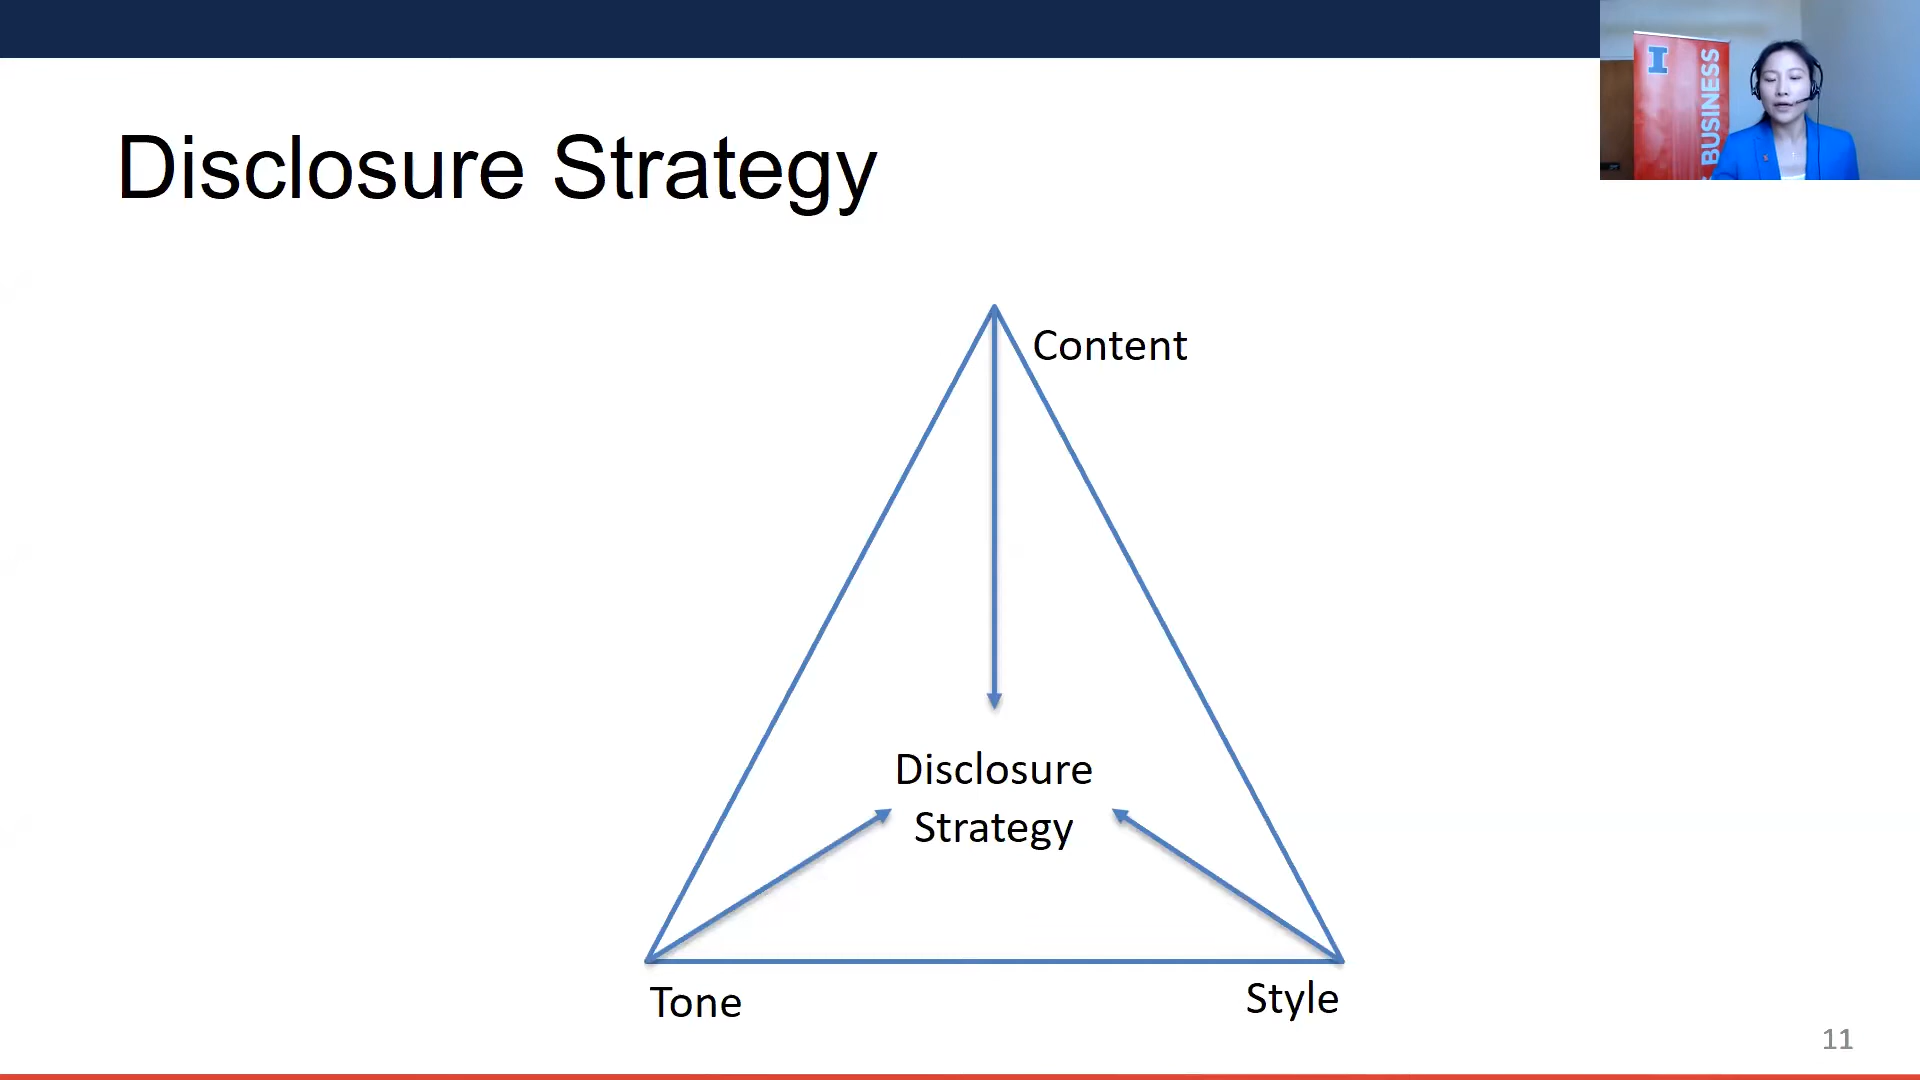 I
BUSINESS
Disclosure Strategy
Content
Disclosure
Strategy
Tone
Style
11